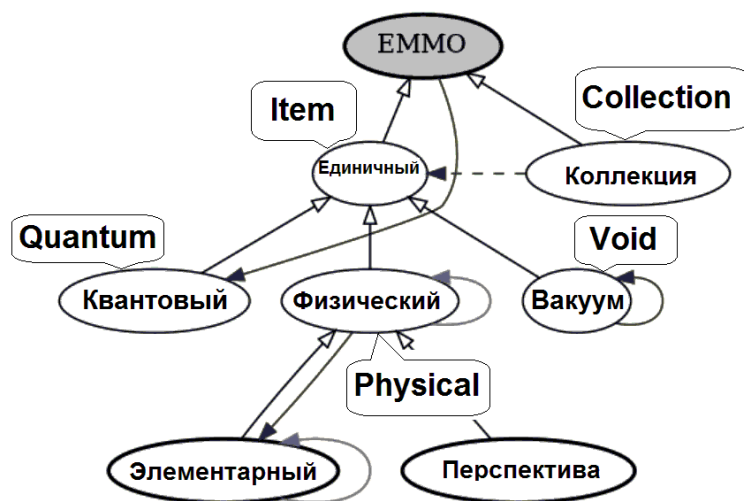 EMMO
Item
Collection
Единичный
Коллекция
Quantum
Void
Квантовый
Физический
Вакуум
Physical
Элементарный
Перспектива